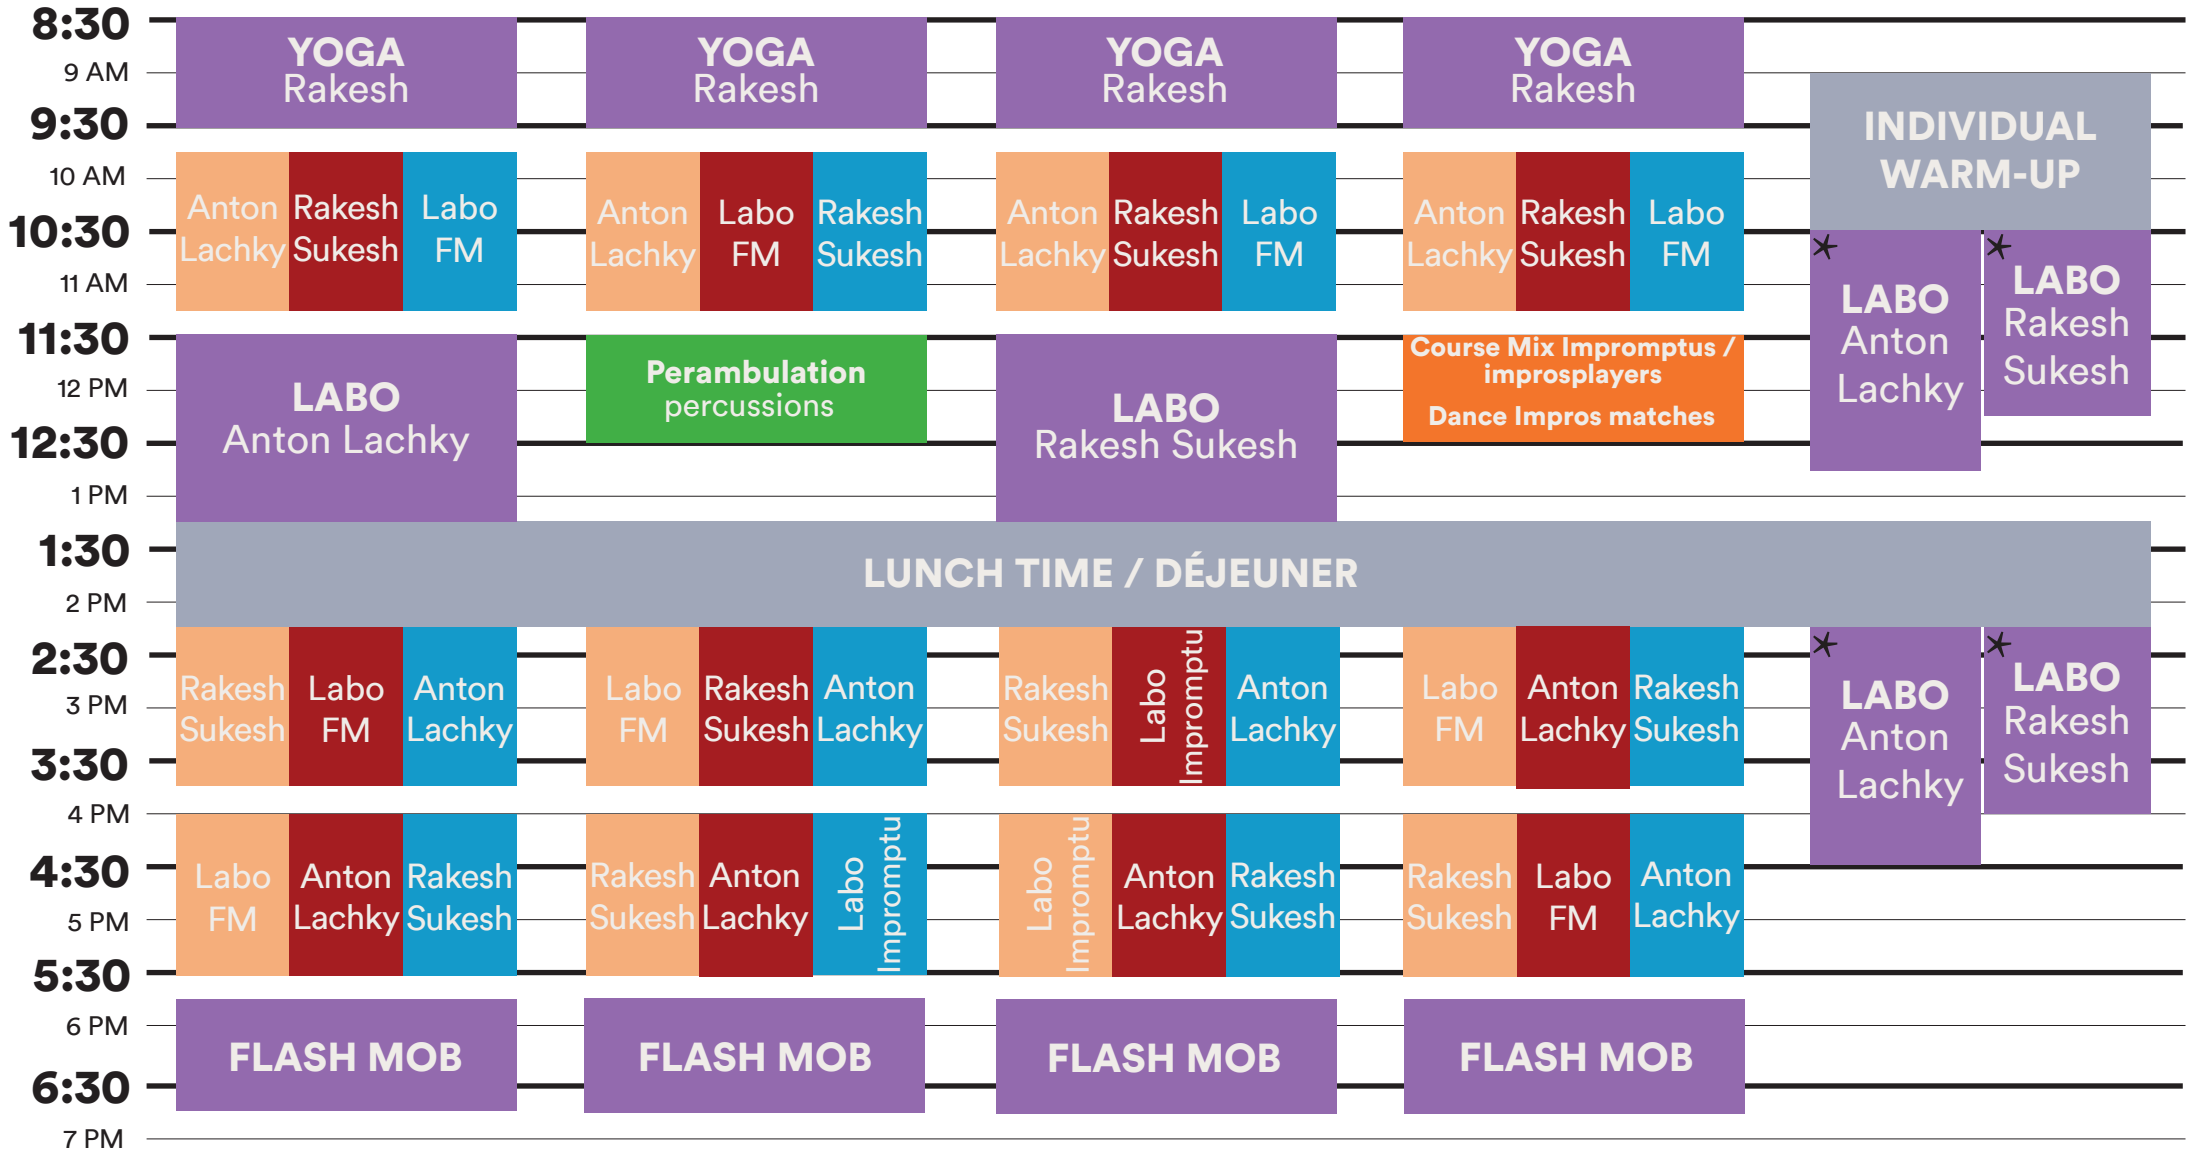 8:30
9 AM
9:30
10 AM
10:30
11 AM
11:30
12 PM
12:30
1 PM
1:30
2 PM
2:30
3 PM
3:30
4 PM
4:30
5 PM
5:30
6 PM
6:30
7 PM
YOGA
Rakesh
YOGA
Rakesh
YOGA
Rakesh
YOGA
Rakesh
INDIVIDUAL
WARM-UP
Anton
Lachky
Rakesh
Sukesh
Labo
FM
Anton
Lachky
Labo
FM
Rakesh
Sukesh
Anton
Lachky
Rakesh
Sukesh
Labo
FM
Anton
Lachky
Rakesh
Sukesh
Labo
FM
LABO
Anton Lachky
Perambulation
percussions
LABO
Rakesh Sukesh
Course Mix Impromptus /
improsplayers
Dance Impros matches
LABO
Anton
Lachky
LABO
Rakesh
Sukesh
LUNCH TIME / DÉJEUNER
Rakesh
Sukesh
Labo
FM
Anton
Lachky
Labo
FM
Rakesh
Sukesh
Anton
Lachky
Rakesh
Sukesh
Labo
Impromptu
Anton
Lachky
Labo
FM
Anton
Lachky
Rakesh
Sukesh
LABO
Anton
Lachky
LABO
Rakesh
Sukesh
Labo
FM
Anton
Lachky
Rakesh
Sukesh
Rakesh
Sukesh
Anton
Lachky
Labo
Impromptu
Labo
Impromptu
Anton
Lachky
Rakesh
Sukesh
Rakesh
Sukesh
Labo
FM
Anton
Lachky
FLASH MOB
FLASH MOB
FLASH MOB
FLASH MOB